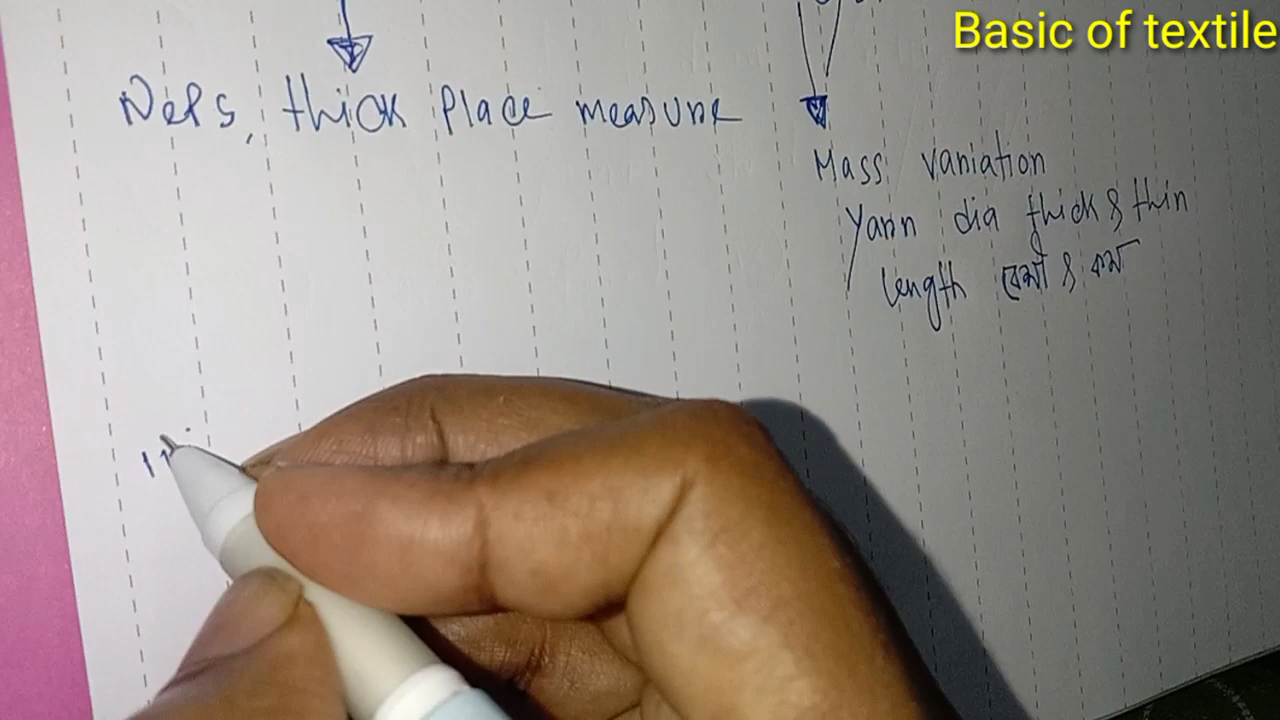 Basic of textile
Neps, thick place measure
Mass variation
Yarn dia thick & thin
length বেশী ও কম